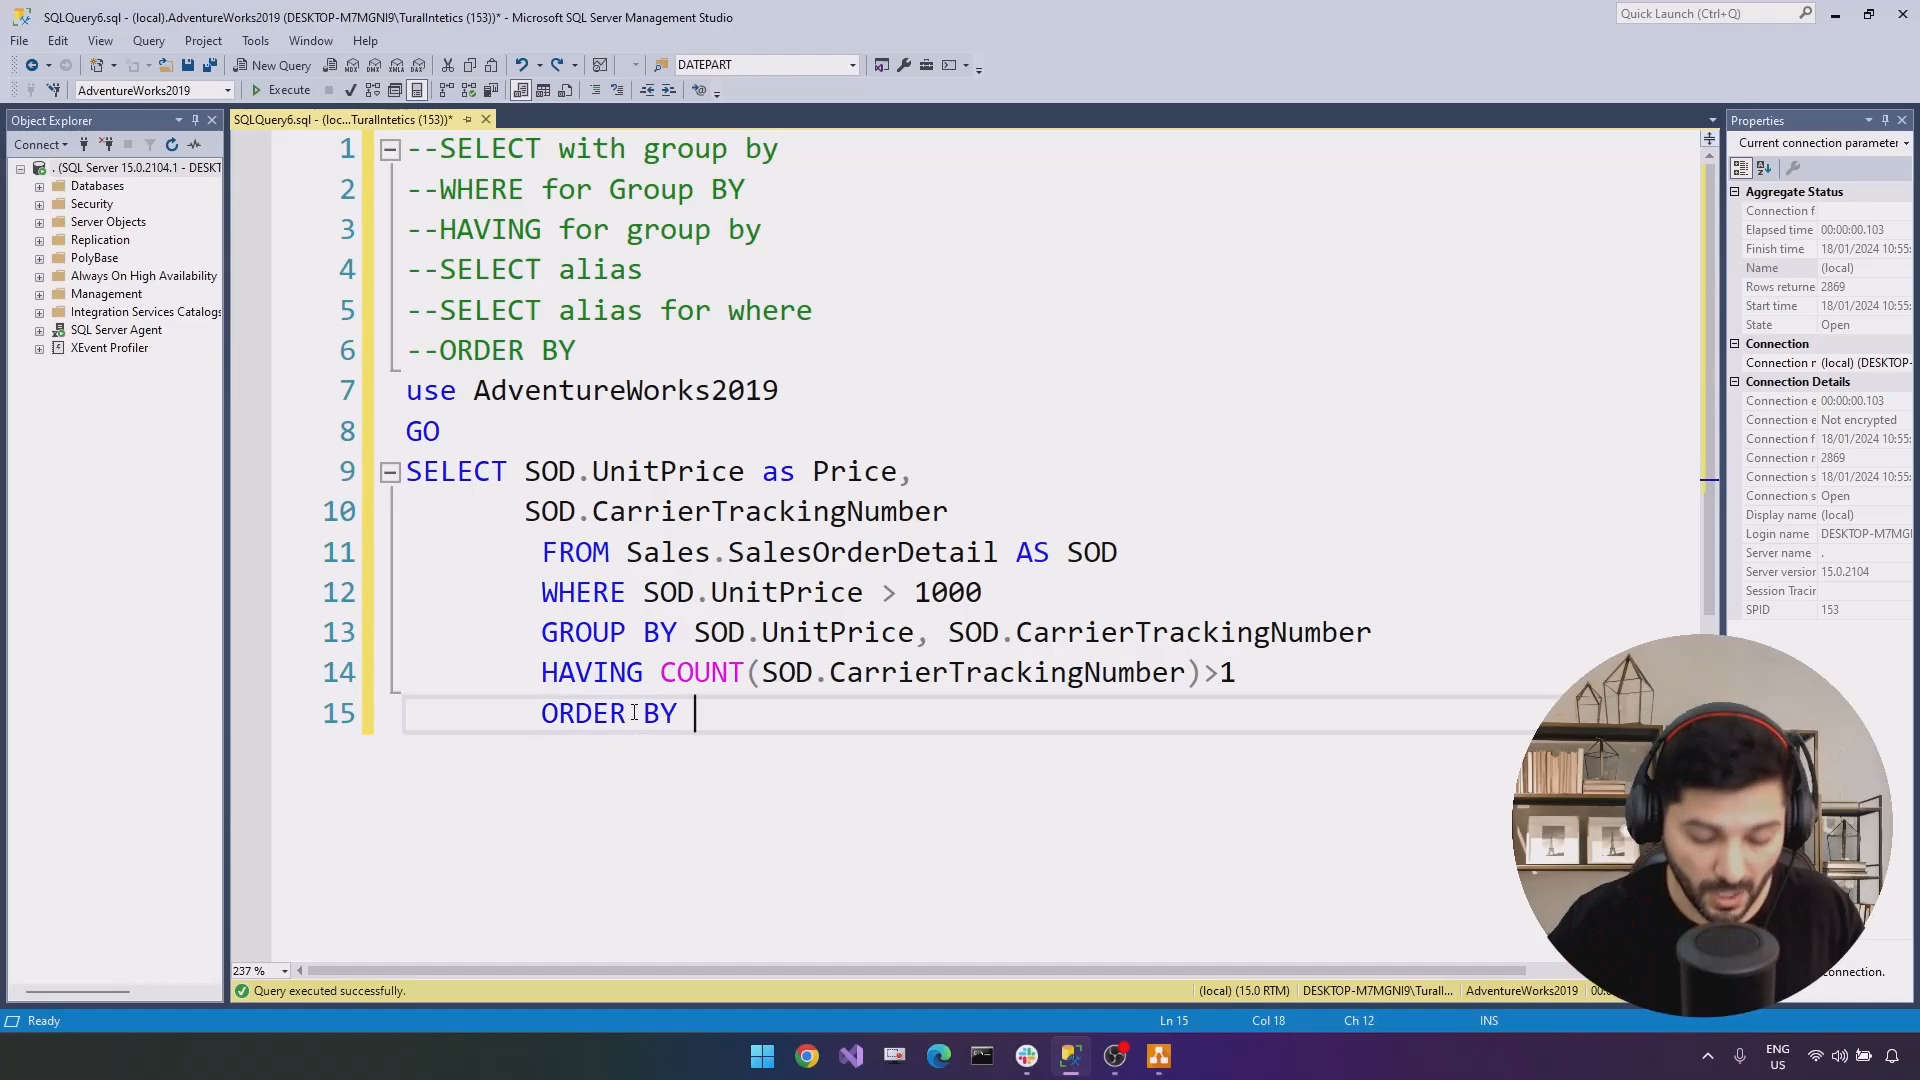 SQLQuery6.sql - (local).AdventureWorks2019 (DESKTOP-M7MGNI9\TuralIntetics (153))* - Microsoft SQL Server Management Studio
Quick Launch (Ctrl+Q)
File Edit View Query Project Tools Window Help
New Query DATEPART
AdventureWorks2019 Execute
Object Explorer
SQLQuery6.sql - (loc...TuralIntetics (153))*
Properties
Connect
Current connection parameter
. (SQL Server 15.0.2104.1 - DESKT
Databases
Security
Server Objects
Replication
PolyBase
Always On High Availability
Management
Integration Services Catalogs
SQL Server Agent
XEvent Profiler
1 --SELECT with group by
2 --WHERE for Group BY
3 --HAVING for group by
4 --SELECT alias
5 --SELECT alias for where
6 --ORDER BY
7 use AdventureWorks2019
8 GO
9 SELECT SOD.UnitPrice as Price,
10 SOD.CarrierTrackingNumber
11 FROM Sales.SalesOrderDetail AS SOD
12 WHERE SOD.UnitPrice > 1000
13 GROUP BY SOD.UnitPrice, SOD.CarrierTrackingNumber
14 HAVING COUNT(SOD.CarrierTrackingNumber)>1
15 ORDER BY
Aggregate Status
Connection f
Elapsed time 00:00:00.103
Finish time 18/01/2024 10:55:
Name (local)
Rows returne 2869
Start time 18/01/2024 10:55:
State Open
Connection
Connection r (local) (DESKTOP-
Connection Details
Connection e 00:00:00.103
Connection e Not encrypted
Connection f 18/01/2024 10:55:
Connection r 2869
Connection s 18/01/2024 10:55:
Connection s Open
Display name (local)
Login name DESKTOP-M7MGI
Server name .
Server version 15.0.2104
Session Tracin
SPID 153
connection.
237 %
Query executed successfully.
(local) (15.0 RTM) DESKTOP-M7MGNI9\Turall... AdventureWorks2019
Ready
Ln 15 Col 18 Ch 12 INS
ENG
US